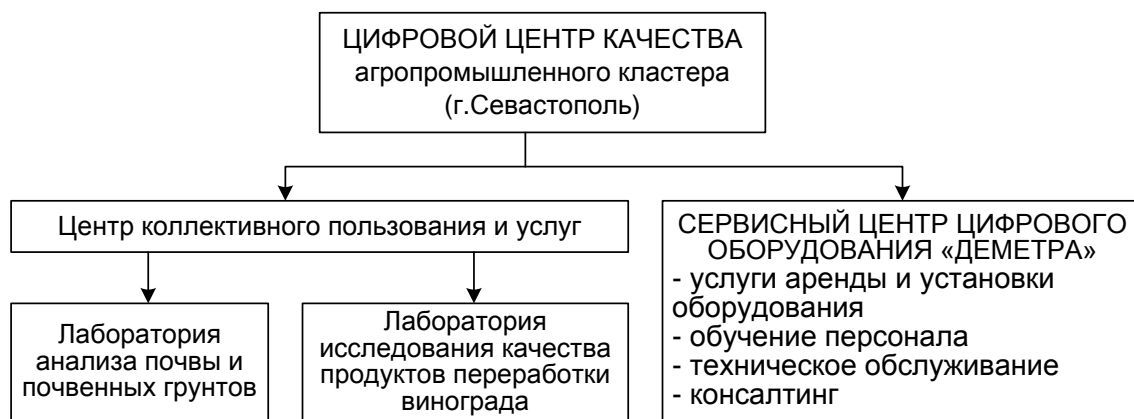 ЦИФРОВОЙ ЦЕНТР КАЧЕСТВА
агропромышленного кластера
(г.Севастополь)
Центр коллективного пользования и услуг
СЕРВИСНЫЙ ЦЕНТР ЦИФРОВОГО
ОБОРУДОВАНИЯ «ДЕМЕТРА»
- услуги аренды и установки
оборудования
- обучение персонала
- техническое обслуживание
- консалтинг
Лаборатория
анализа почвы и
почвенных грунтов
Лаборатория
исследования качества
продуктов переработки
винограда